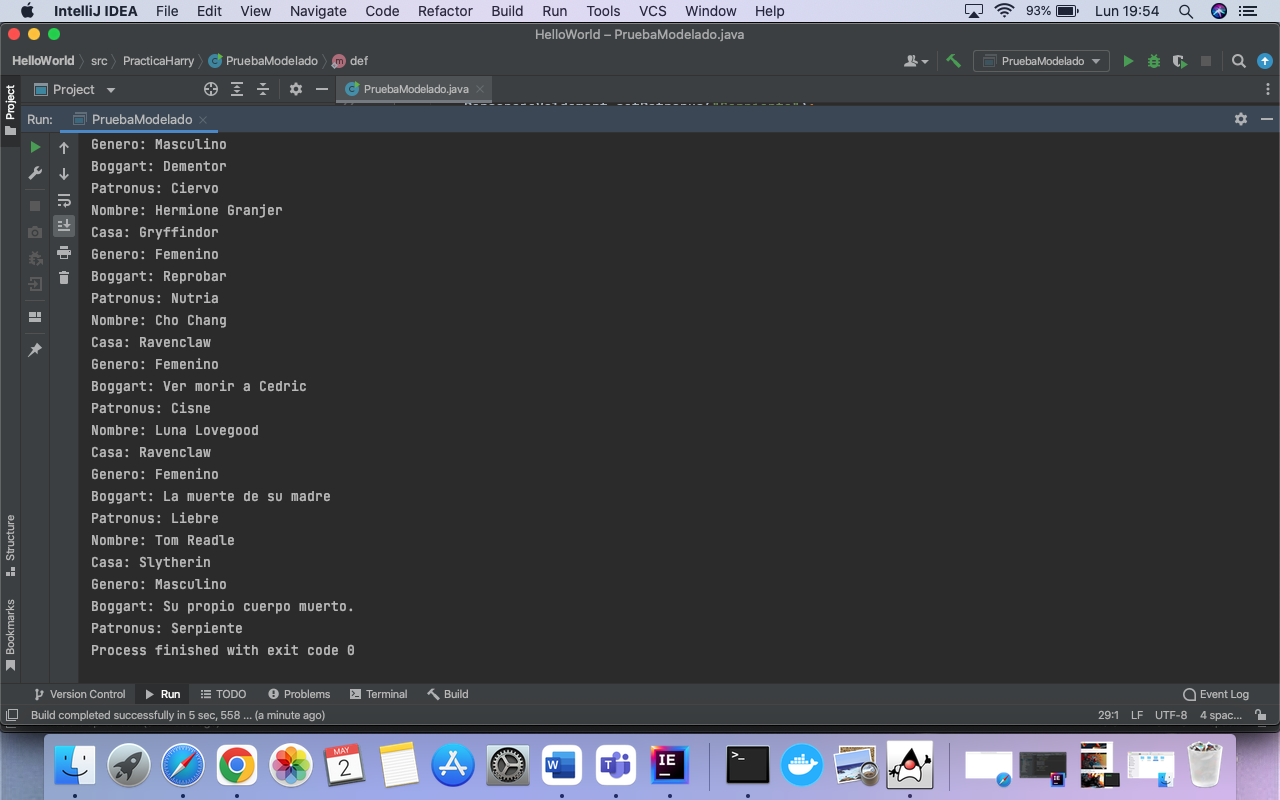 IntelliJ IDEA File Edit View Navigate Code Refactor Build Run Tools VCS Window Help 93% Lun 19:54
HelloWorld – PruebaModelado.java
HelloWorld src PracticaHarry PruebaModelado m def PruebaModelado
Project Project PruebaModelado.java
Run: PruebaModelado
Genero: Masculino
Boggart: Dementor
Patronus: Ciervo
Nombre: Hermione Granjer
Casa: Gryffindor
Genero: Femenino
Boggart: Reprobar
Patronus: Nutria
Nombre: Cho Chang
Casa: Ravenclaw
Genero: Femenino
Boggart: Ver morir a Cedric
Patronus: Cisne
Nombre: Luna Lovegood
Casa: Ravenclaw
Genero: Femenino
Boggart: La muerte de su madre
Patronus: Liebre
Nombre: Tom Readle
Casa: Slytherin
Genero: Masculino
Boggart: Su propio cuerpo muerto.
Patronus: Serpiente
Process finished with exit code 0
Structure
Bookmarks
Version Control Run TODO Problems Terminal Build Event Log
Build completed successfully in 5 sec, 558 ... (a minute ago) 29:1 LF UTF-8 4 spac...
MAY
2
W
T
IE
>_